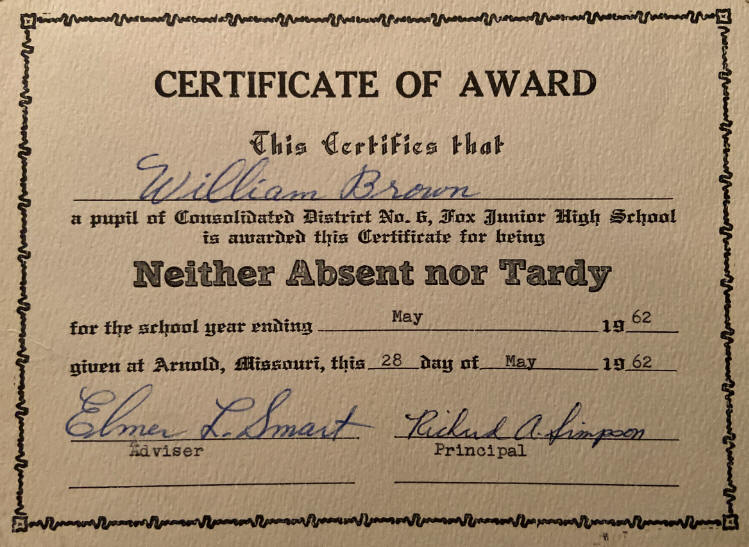 CERTIFICATE OF AWARD
This Certifies that
William Brown
a pupil of Consolidated District No. 6, Fox Junior High School
is awarded this Certificate for being
Neither Absent nor Tardy
for the school year ending May 19 62
given at Arnold, Missouri, this 28 day of May 19 62
Elmer L. Smart Richard A. Simpson
Adviser Principal